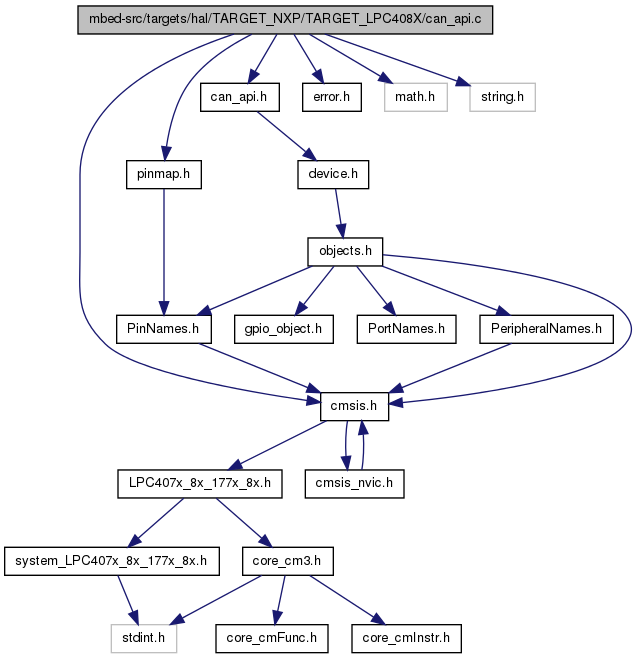 mbed-src/targets/hal/TARGET_NXP/TARGET_LPC408X/can_api.c
can_api.h
error.h
math.h
string.h
pinmap.h
device.h
objects.h
PinNames.h
gpio_object.h
PortNames.h
PeripheralNames.h
cmsis.h
LPC407x_8x_177x_8x.h
cmsis_nvic.h
system_LPC407x_8x_177x_8x.h
core_cm3.h
stdint.h
core_cmFunc.h
core_cmInstr.h